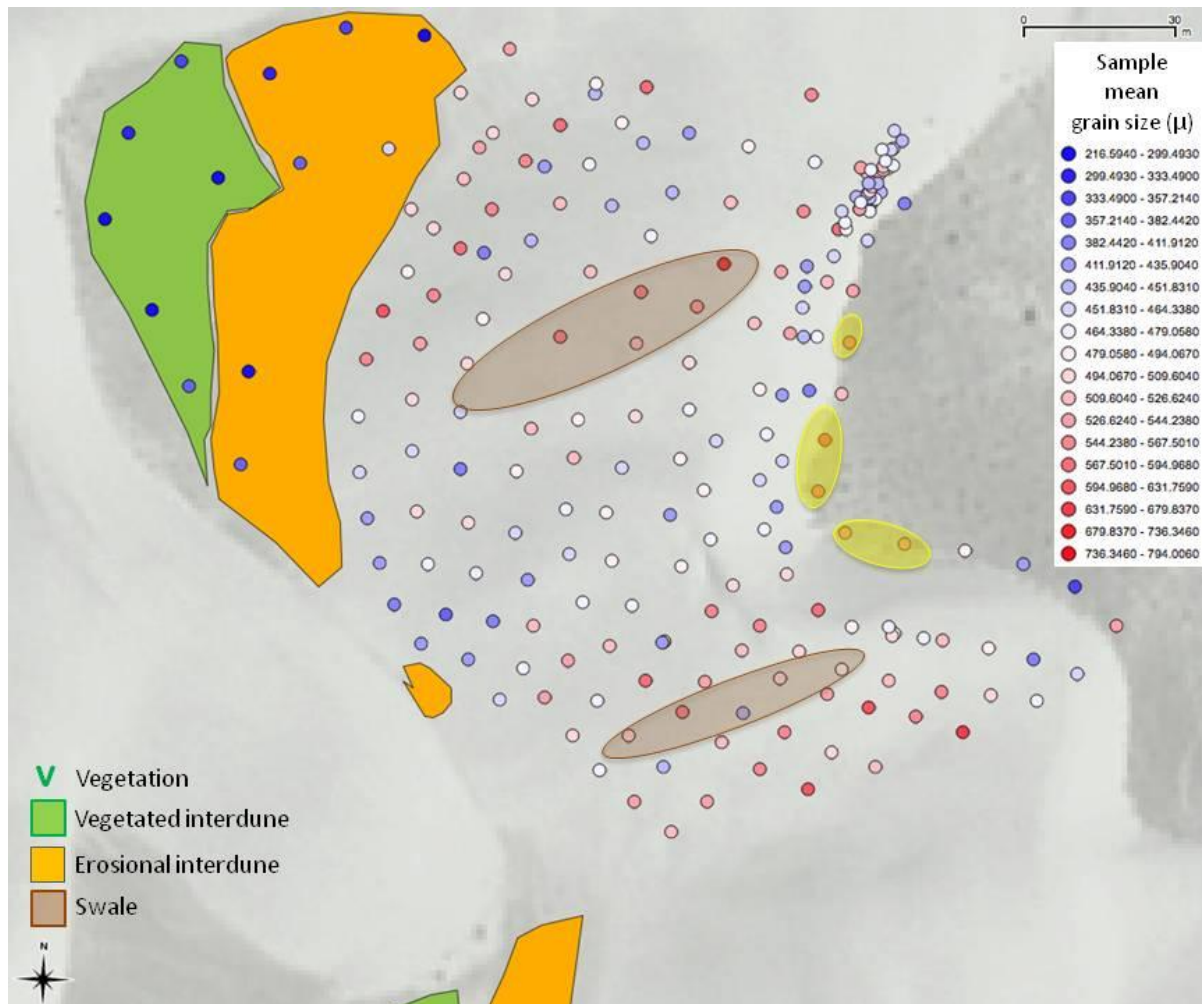 0 30
m
Sample
mean
grain size (µ)
216.5940 - 299.4930
299.4930 - 333.4900
333.4900 - 357.2140
357.2140 - 382.4420
382.4420 - 411.9120
411.9120 - 435.9040
435.9040 - 451.8310
451.8310 - 464.3380
464.3380 - 479.0580
479.0580 - 494.0670
494.0670 - 509.6040
509.6040 - 526.6240
526.6240 - 544.2380
544.2380 - 567.5010
567.5010 - 594.9680
594.9680 - 631.7590
631.7590 - 679.8370
679.8370 - 736.3460
736.3460 - 794.0060
V Vegetation
Vegetated interdune
Erosional interdune
Swale
N